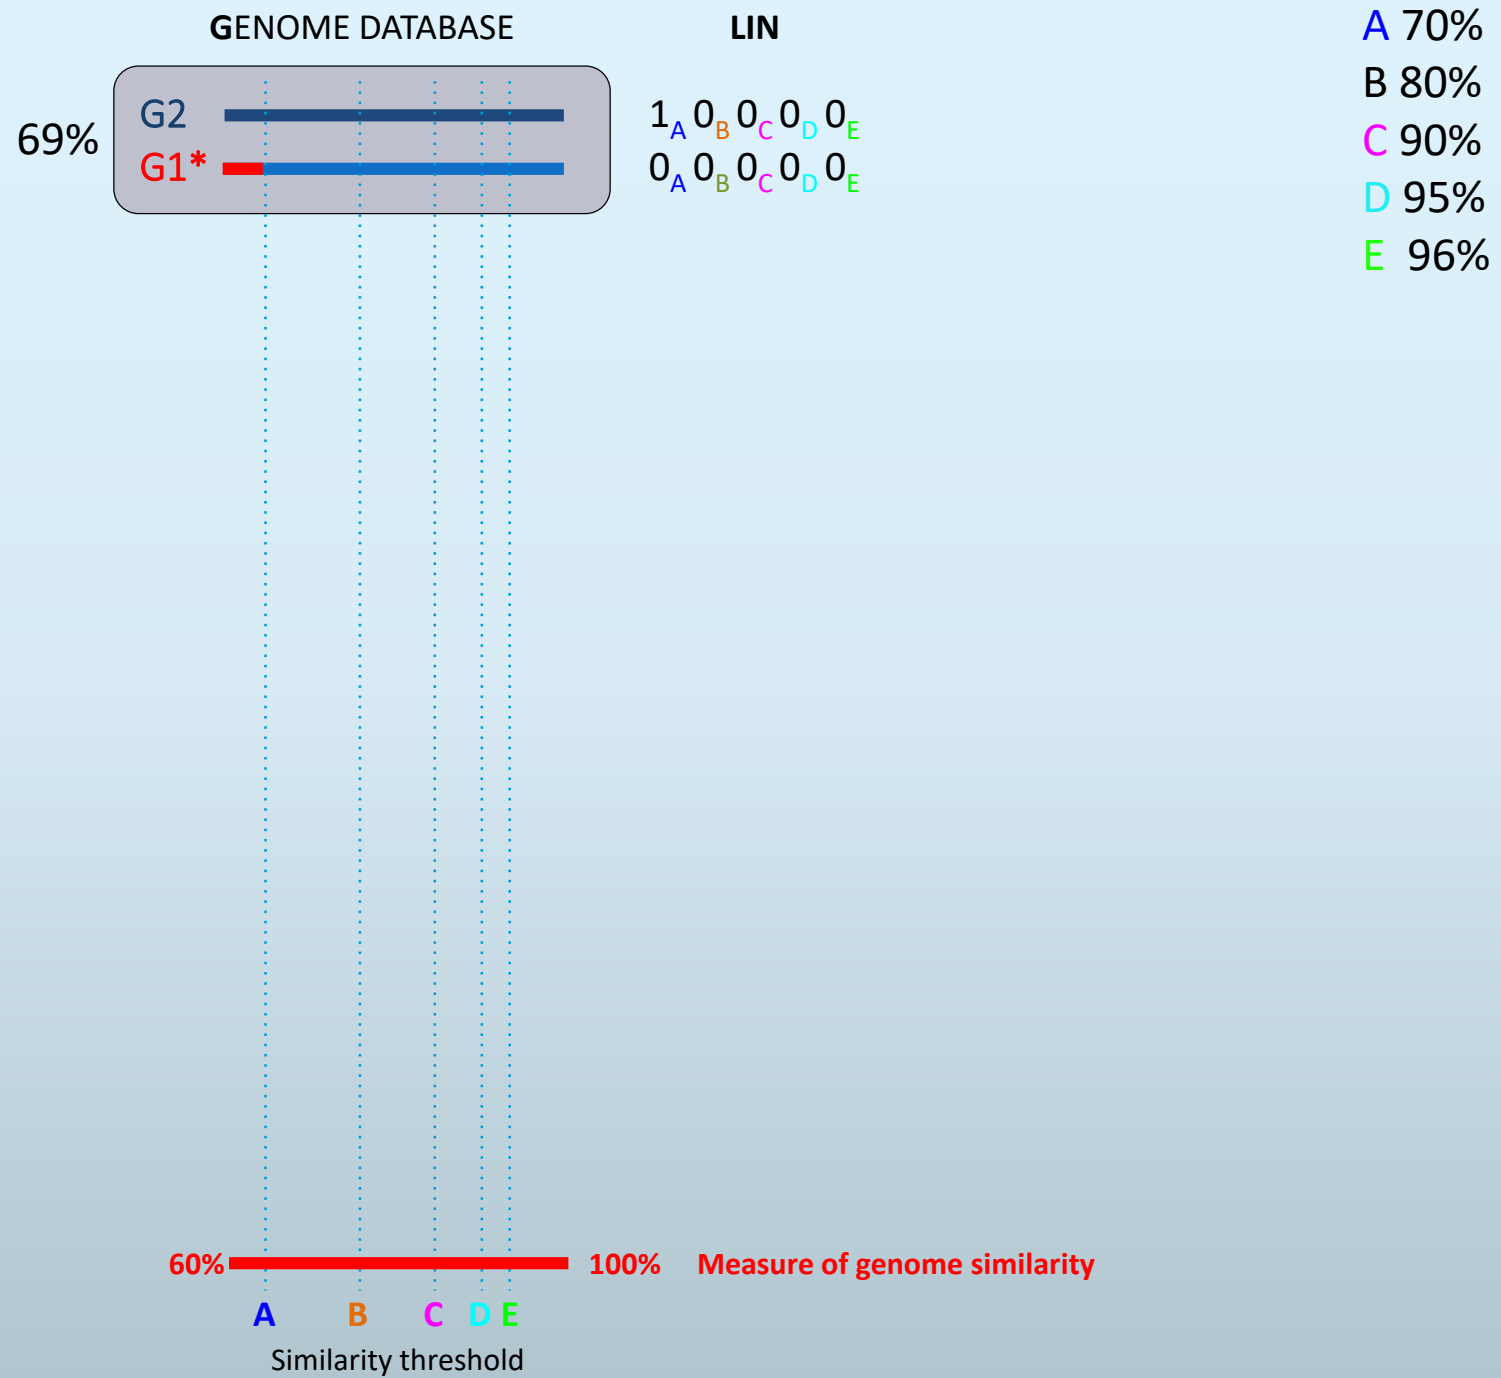 GENOME DATABASE LIN
A 70%
B 80%
C 90%
D 95%
E 96%
69%
G2 1A 0B 0C 0D 0E
G1* 0A 0B 0C 0D 0E
60% 100% Measure of genome similarity
A B C D E
Similarity threshold